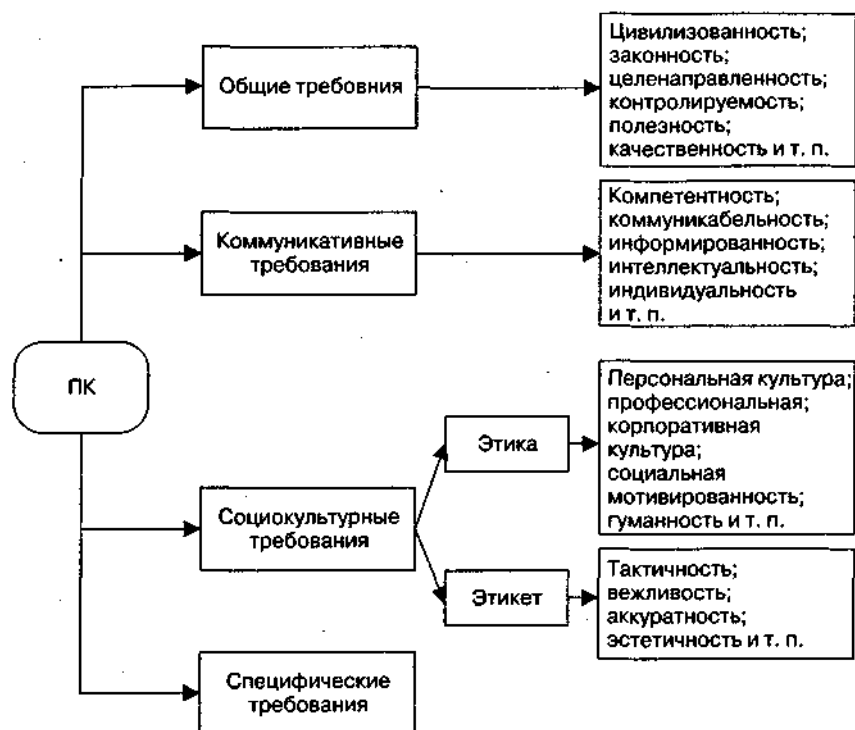 Общие требовния
Цивилизованность;
законность;
целенаправленность;
контролируемость;
полезность;
качественность и т. п.
Коммуникативные
требования
Компетентность;
коммуникабельность;
информированность;
интеллектуальность;
индивидуальность
и т. п.
ПК
Социокультурные
требования
Этика
Персональная культура;
профессиональная;
корпоративная
культура;
социальная
мотивированность;
гуманность и т. п.
Этикет
Тактичность;
вежливость;
аккуратность;
эстетичность и т. п.
Специфические
требования